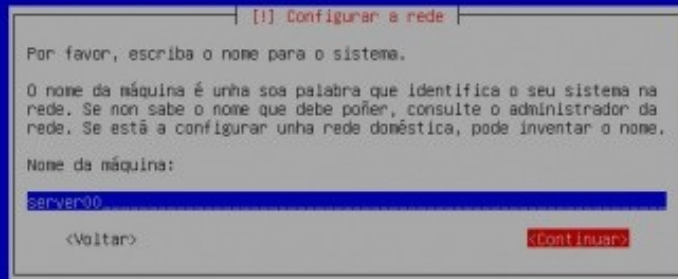 [!] Configurar a rede
Por favor, escriba o nome para o sistema.
O nome da máquina é unha soa palabra que identifica o seu sistema na
rede. Se non sabe o nome que debe poñer, consulte o administrador da
rede. Se está a configurar unha rede doméstica, pode inventar o nome.
Nome da máquina:
server00
<Voltar> <Continuar>